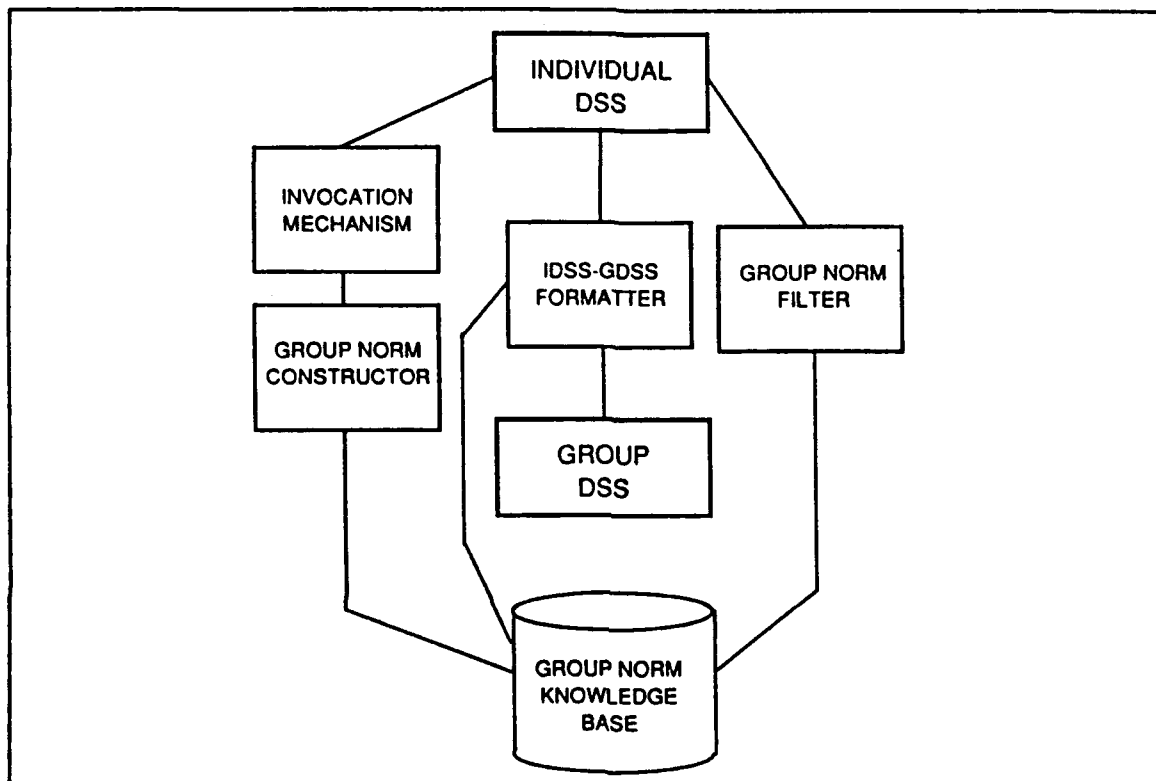 INDIVIDUAL
DSS
INVOCATION
MECHANISM
IDSS-GDSS
FORMATTER
GROUP NORM
FILTER
GROUP NORM
CONSTRUCTOR
GROUP
DSS
GROUP NORM
KNOWLEDGE
BASE